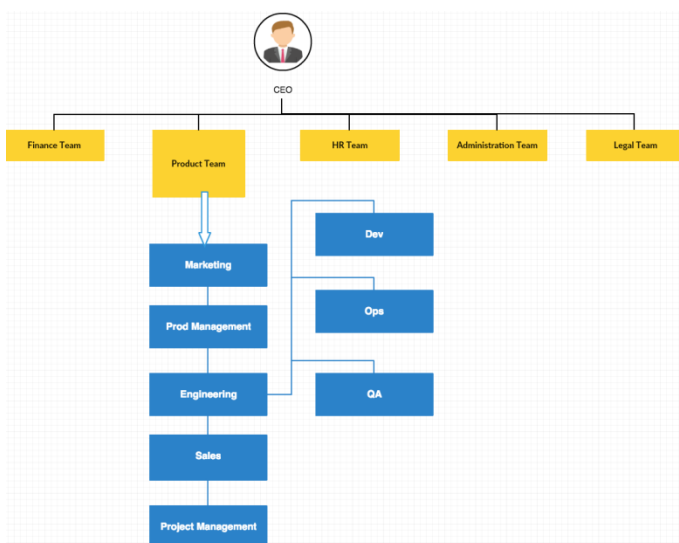 CEO
Finance Team
Product Team
HR Team
Administration Team
Legal Team
Marketing
Prod Management
Engineering
Sales
Project Management
Dev
Ops
QA